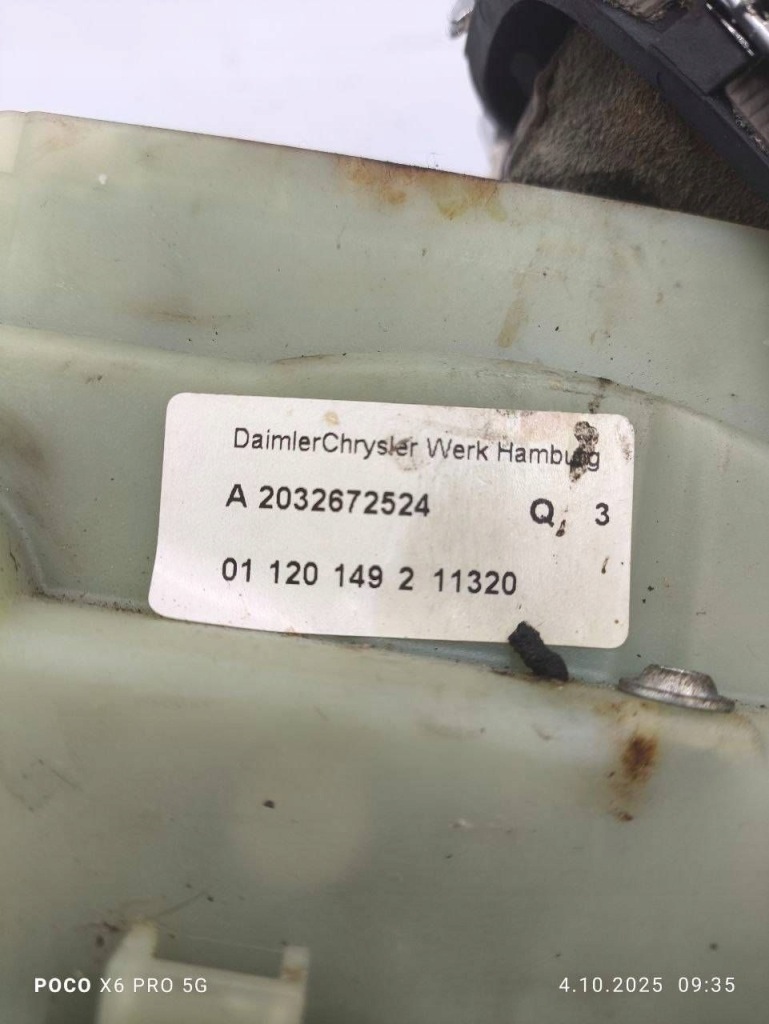 DaimlerChrysler Werk Hamburg
A 2032672524 Q, 3
01 120 149 2 11320
POCO X6 PRO 5G 4.10.2025 09:35